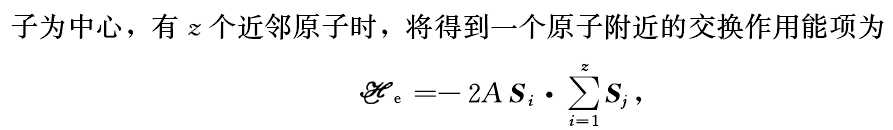 子为中心，有 z 个近邻原子时，将得到一个原子附近的交换作用能项为
ℋₑ = − 2A Sᵢ · ∑_{i=1}^{z} Sⱼ，